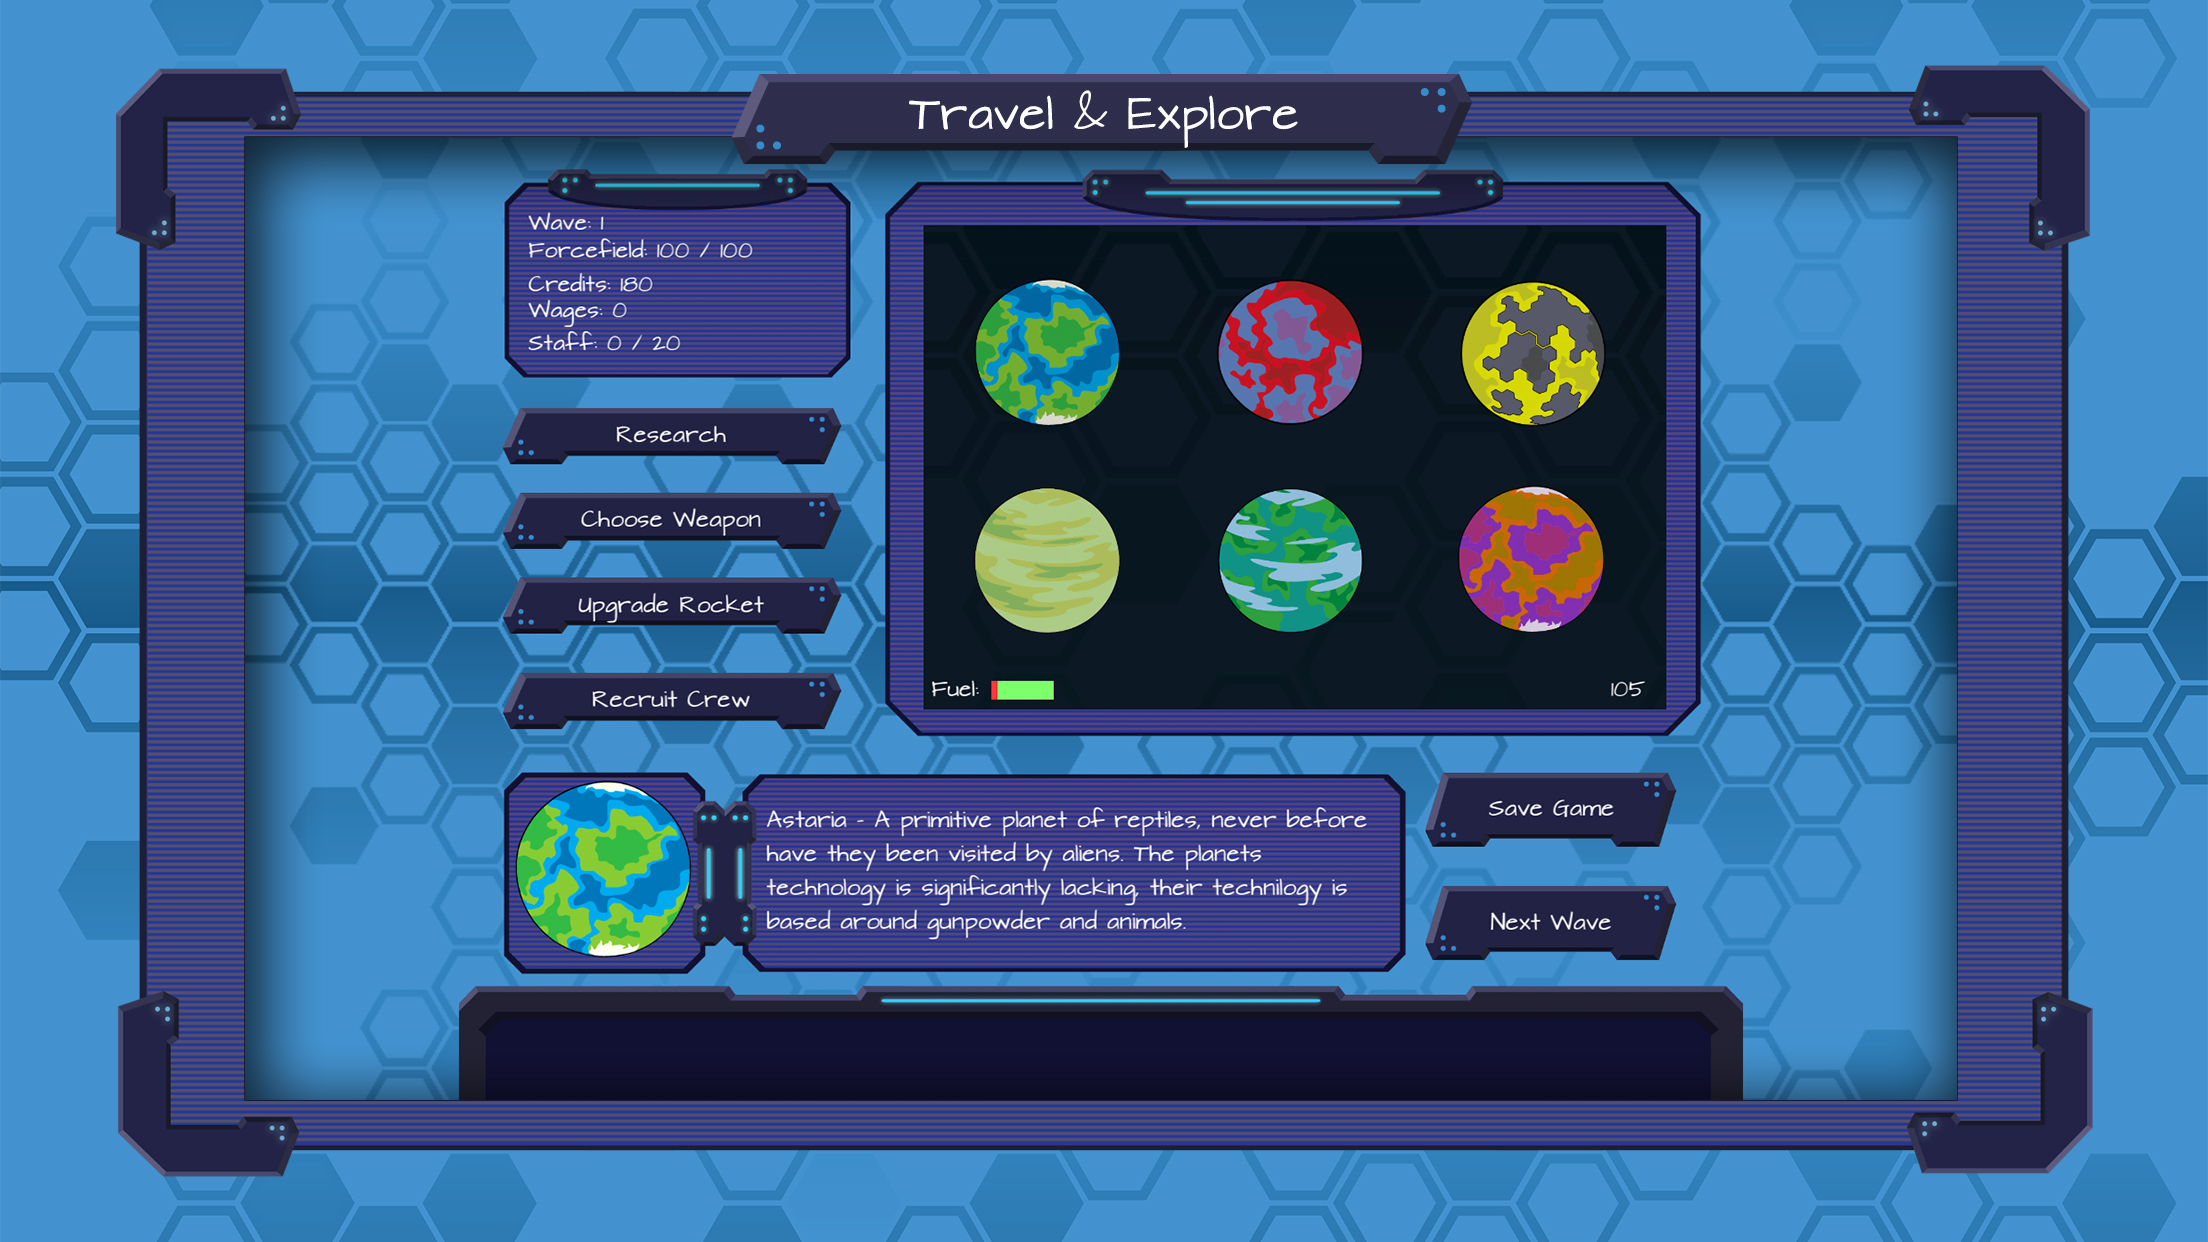 Travel & Explore
Wave: 1
Forcefield: 100 / 100
Credits: 180
Wages: 0
Staff: 0 / 20
Research
Choose Weapon
Upgrade Rocket
Recruit Crew
Fuel:
105
Astaria - A primitive planet of reptiles, never before
have they been visited by aliens. The planets
technology is significantly lacking, their technilogy is
based around gunpowder and animals.
Save Game
Next Wave